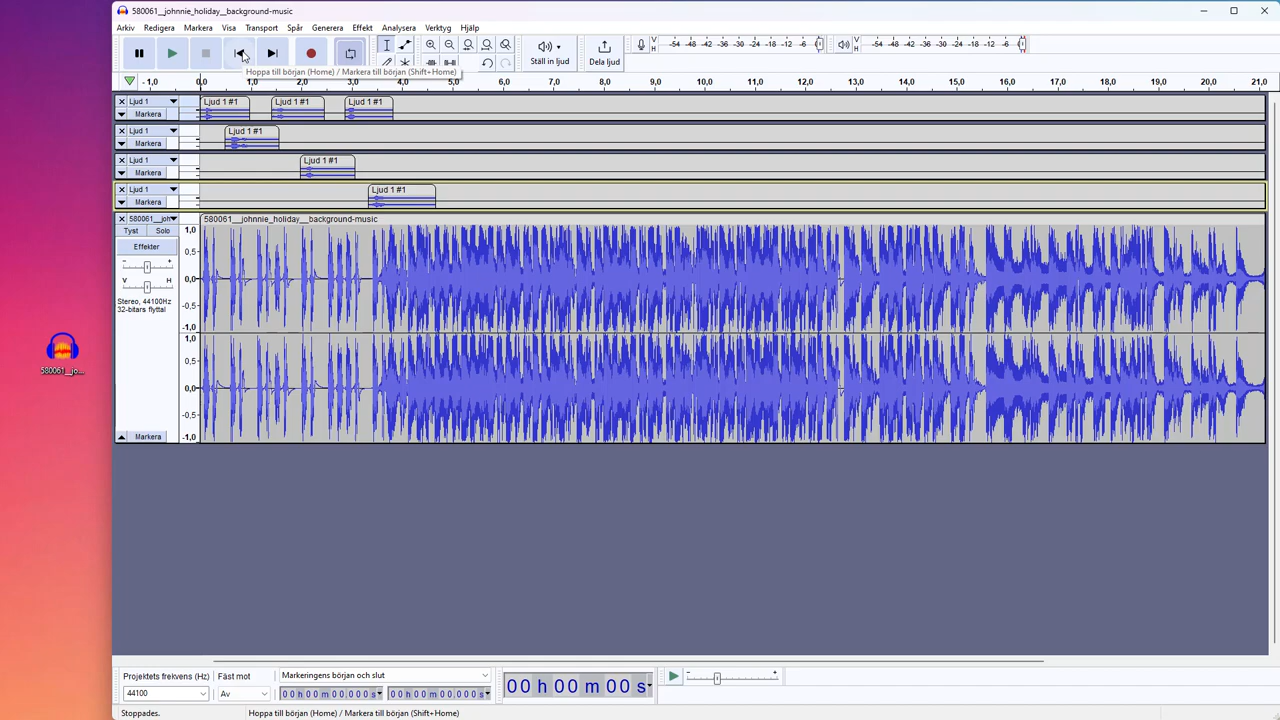 580061__johnnie_holiday__background-music
Arkiv Redigera Markera Visa Transport Spår Generera Effekt Analysera Verktyg Hjälp
V H -54 -48 -42 -36 -30 -24 -18 -12 -6
V H -54 -48 -42 -36 -30 -24 -18 -12 -6
Ställ in ljud Dela ljud
Hoppa till början (Home) / Markera till början (Shift+Home)
-1,0 0,0 1,0 2,0 3,0 4,0 5,0 6,0 7,0 8,0 9,0 10,0 11,0 12,0 13,0 14,0 15,0 16,0 17,0 18,0 19,0 20,0 21,0
Ljud 1 Ljud 1 #1 Ljud 1 #1 Ljud 1 #1
Markera
Ljud 1 Ljud 1 #1
Markera
Ljud 1 Ljud 1 #1
Markera
Ljud 1 Ljud 1 #1
Markera
580061__joh 580061__johnnie_holiday__background-music
Tyst Solo 1,0
Effekter
- + 0,5
V H 0,0
Stereo, 44100Hz
32-bitars flyttal
-0,5
-1,0
1,0
0,5
580061__jo...
0,0
-0,5
Markera -1,0
Projektets frekvens (Hz) Fäst mot Markeringens början och slut
44100 Av 00 h 00 m 00,000 s 00 h 00 m 00,000 s
00 h 00 m 00 s
- +
Stoppades. Hoppa till början (Home) / Markera till början (Shift+Home)